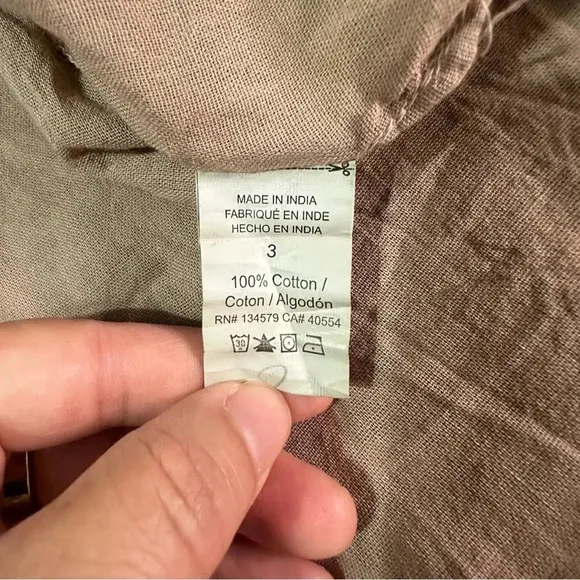 MADE IN INDIA
FABRIQUÉ EN INDE
HECHO EN INDIA
3
100% Cotton /
Coton / Algodón
RN# 134579 CA# 40554
30